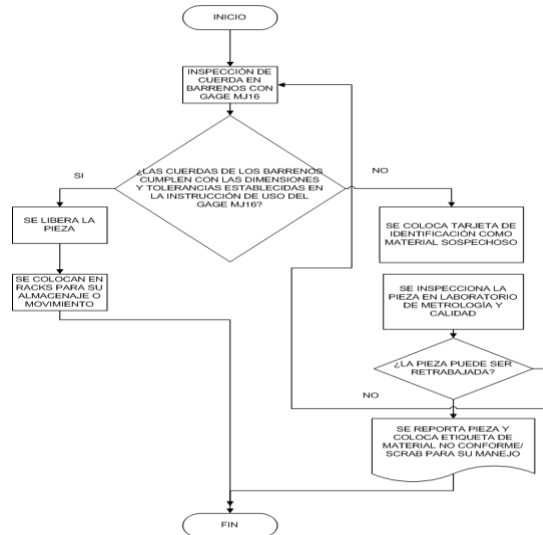 INICIO
INSPECCIÓN DE
CUERDA EN
BARRENOS CON
GAGE MJ16
¿LAS CUERDAS DE LOS BARRENOS
CUMPLEN CON LAS DIMENSIONES
Y TOLERANCIAS ESTABLECIDAS EN
LA INSTRUCCIÓN DE USO DEL
GAGE MJ16?
SI
NO
SE LIBERA LA
PIEZA
SE COLOCAN EN
RACKS PARA SU
ALMACENAJE O
MOVIMIENTO
SE COLOCA TARJETA DE
IDENTIFICACIÓN COMO
MATERIAL SOSPECHOSO
SE INSPECCIONA LA
PIEZA EN LABORATORIO
DE METROLOGÍA Y
CALIDAD
¿LA PIEZA PUEDE SER
RETRABAJADA?
NO
SE REPORTA PIEZA Y
COLOCA ETIQUETA DE
MATERIAL NO CONFORME/
SCRAB PARA SU MANEJO
FIN